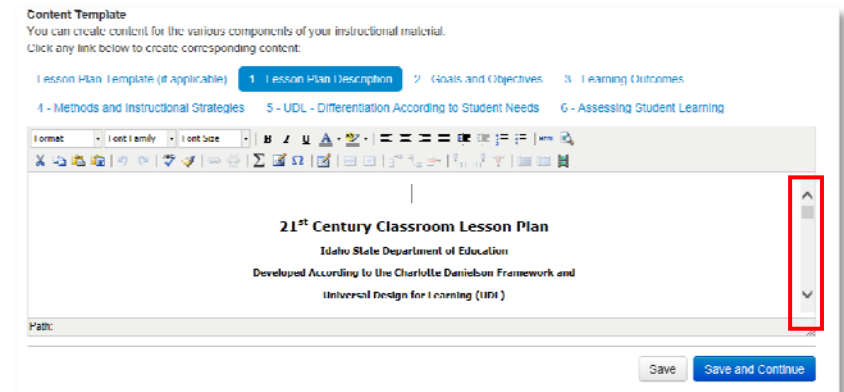 Content Template
You can create content for the various components of your instructional material.
Click any link below to create corresponding content:
Lesson Plan Template (if applicable) 1 Lesson Plan Description 2 Goals and Objectives 3 Learning Outcomes
4 - Methods and Instructional Strategies 5 - UDL - Differentiation According to Student Needs 6 - Assessing Student Learning
Format Font Family Font Size B I U A HTML
21st Century Classroom Lesson Plan
Idaho State Department of Education
Developed According to the Charlotte Danielson Framework and
Universal Design for Learning (UDL)
Path:
Save Save and Continue